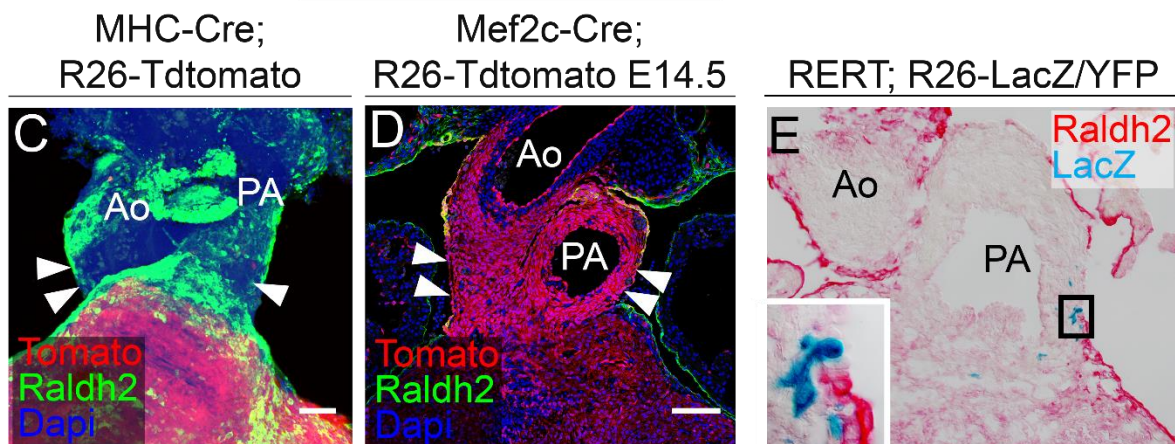 MHC-Cre;
R26-Tdtomato
Mef2c-Cre;
R26-Tdtomato E14.5
RERT; R26-LacZ/YFP
C
Ao
PA
Tomato
Raldh2
Dapi
D
Ao
PA
Tomato
Raldh2
Dapi
E
Raldh2
LacZ
Ao
PA